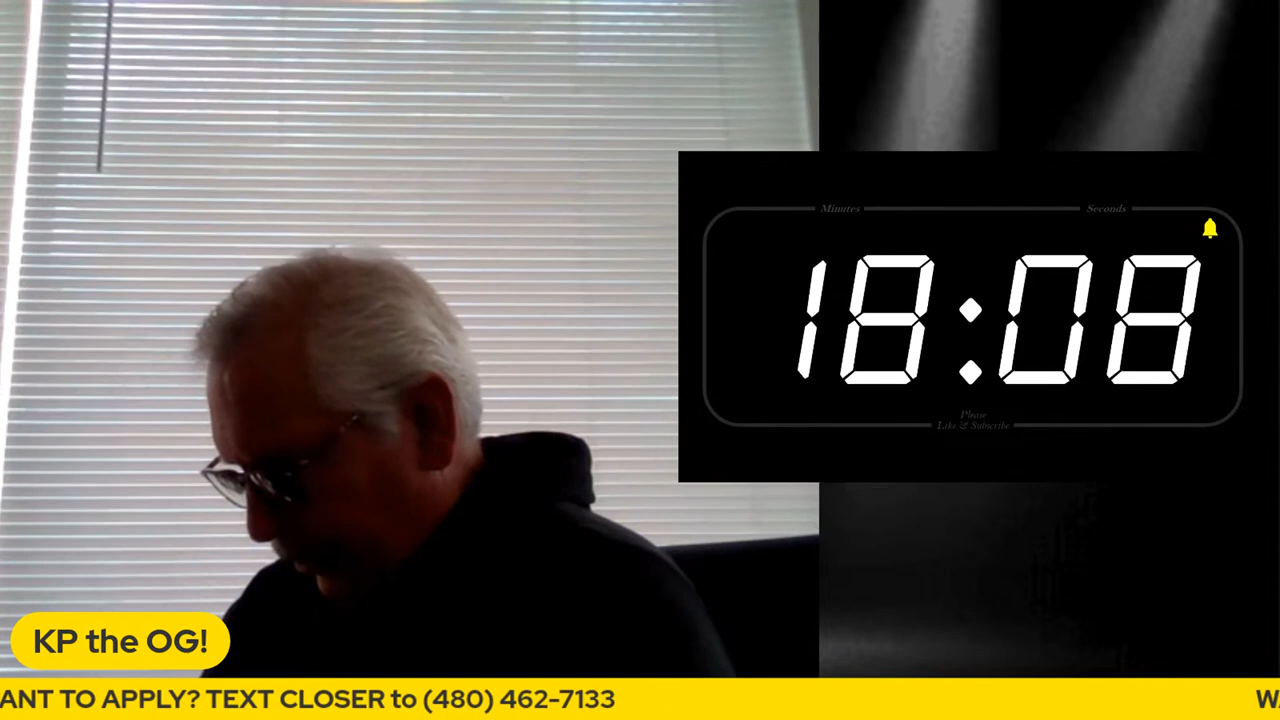 Minutes Seconds
18:08
Please
Like & Subscribe
KP the OG!
ANT TO APPLY? TEXT CLOSER to (480) 462-7133 W